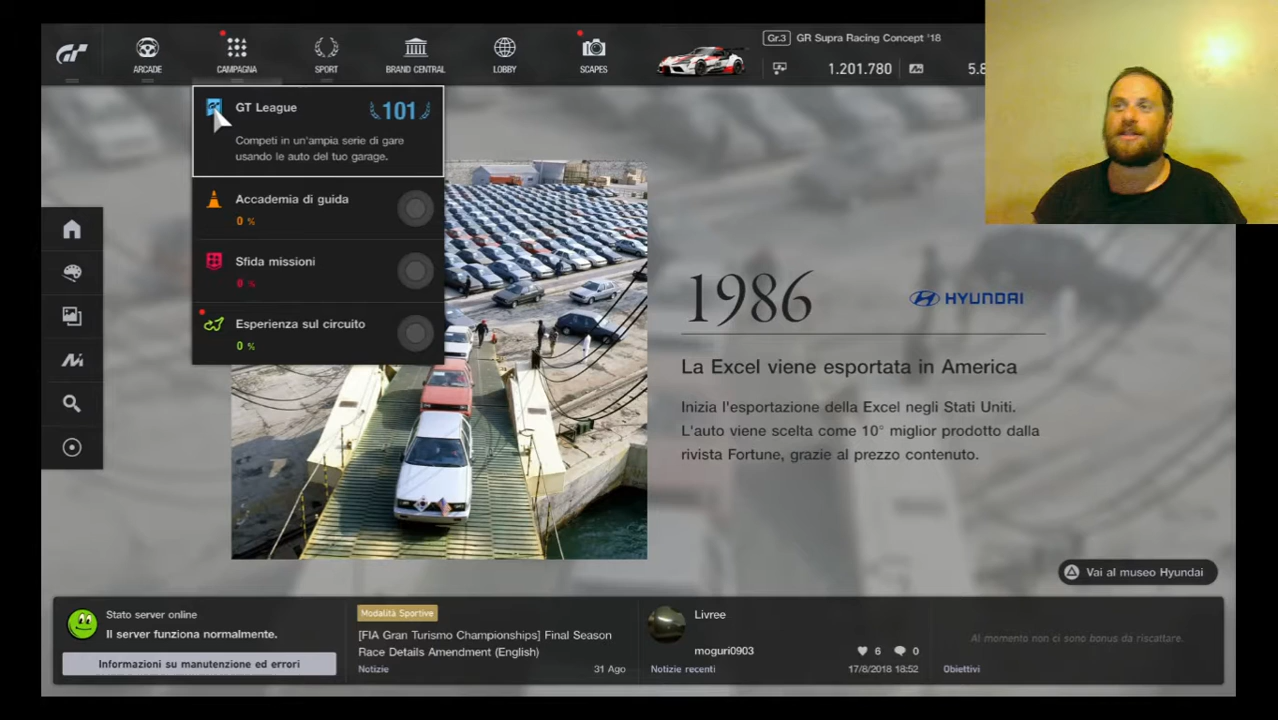 ARCADE
CAMPAGNA
SPORT
BRAND CENTRAL
LOBBY
SCAPES
Gr.3 GR Supra Racing Concept '18
1.201.780
5.8
GT League
101
Competi in un'ampia serie di gare
usando le auto del tuo garage.
Accademia di guida
0 %
Sfida missioni
0 %
Esperienza sul circuito
0 %
1986
HYUNDAI
La Excel viene esportata in America
Inizia l'esportazione della Excel negli Stati Uniti.
L'auto viene scelta come 10° miglior prodotto dalla
rivista Fortune, grazie al prezzo contenuto.
Vai al museo Hyundai
Stato server online
Il server funziona normalmente.
Informazioni su manutenzione ed errori
Modalità Sportive
[FIA Gran Turismo Championships] Final Season
Race Details Amendment (English)
Notizie
31 Ago
Livree
moguri0903
6
0
Notizie recenti
17/8/2018 18:52
Al momento non ci sono bonus da riscattare.
Obiettivi